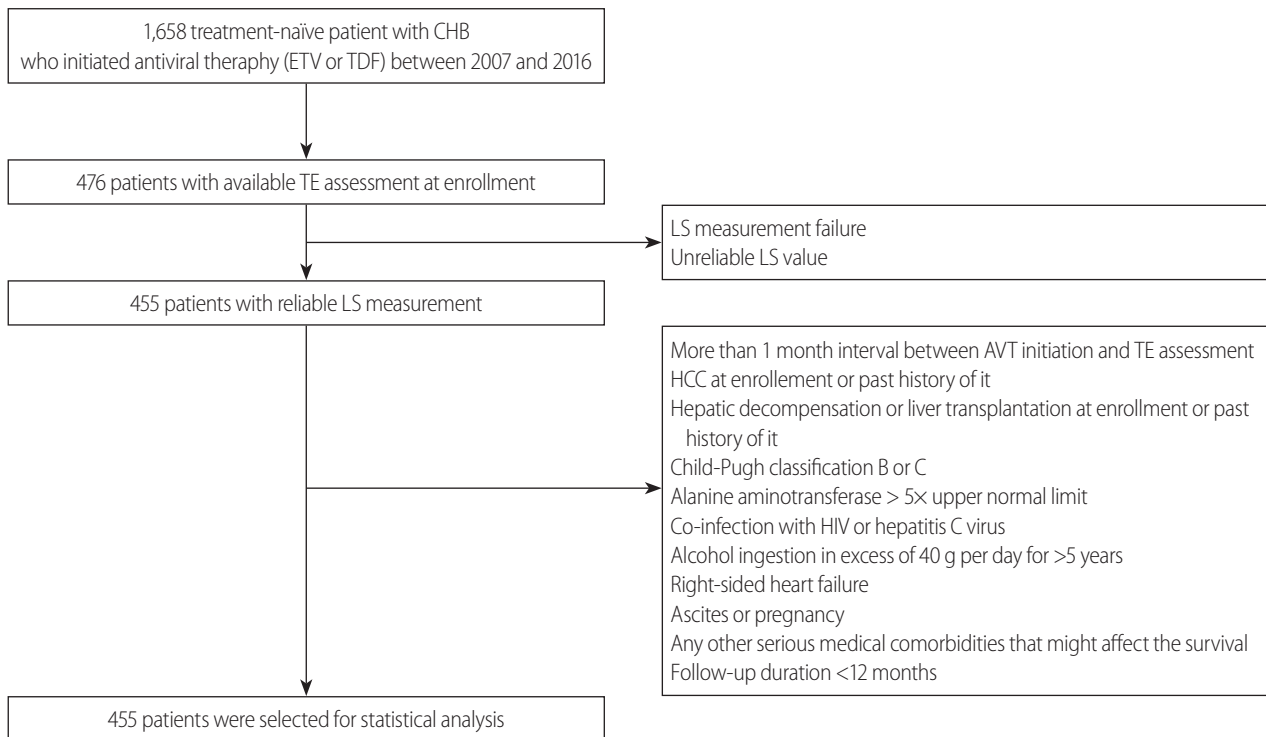 1,658 treatment-naïve patient with CHB
who initiated antiviral theraphy (ETV or TDF) between 2007 and 2016
476 patients with available TE assessment at enrollment
LS measurement failure
Unreliable LS value
455 patients with reliable LS measurement
More than 1 month interval between AVT initiation and TE assessment
HCC at enrollement or past history of it
Hepatic decompensation or liver transplantation at enrollment or past
history of it
Child-Pugh classification B or C
Alanine aminotransferase > 5× upper normal limit
Co-infection with HIV or hepatitis C virus
Alcohol ingestion in excess of 40 g per day for >5 years
Right-sided heart failure
Ascites or pregnancy
Any other serious medical comorbidities that might affect the survival
Follow-up duration <12 months
455 patients were selected for statistical analysis